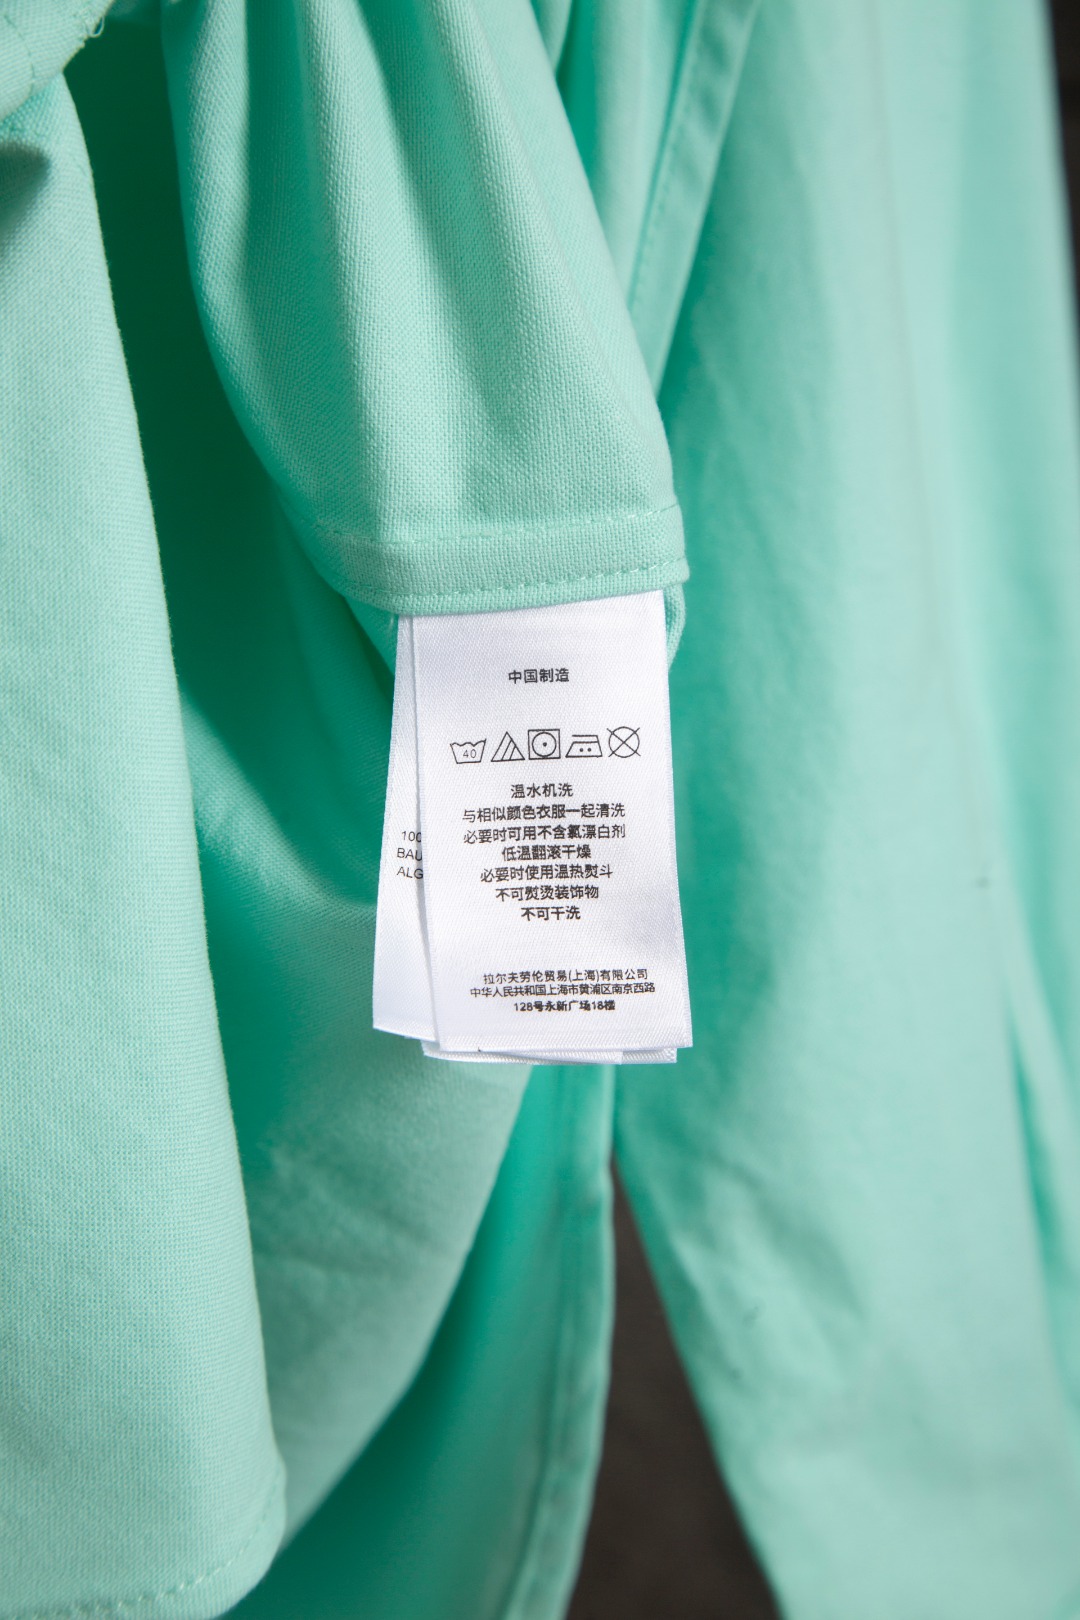 中国制造
40
温水机洗
与相似颜色衣服一起清洗
必要时可用不含氯漂白剂
低温翻滚干燥
必要时使用温热熨斗
不可熨烫装饰物
不可干洗
拉尔夫劳伦贸易(上海)有限公司
中华人民共和国上海市黄浦区南京西路
128号永新广场18楼
100
BAU
ALG